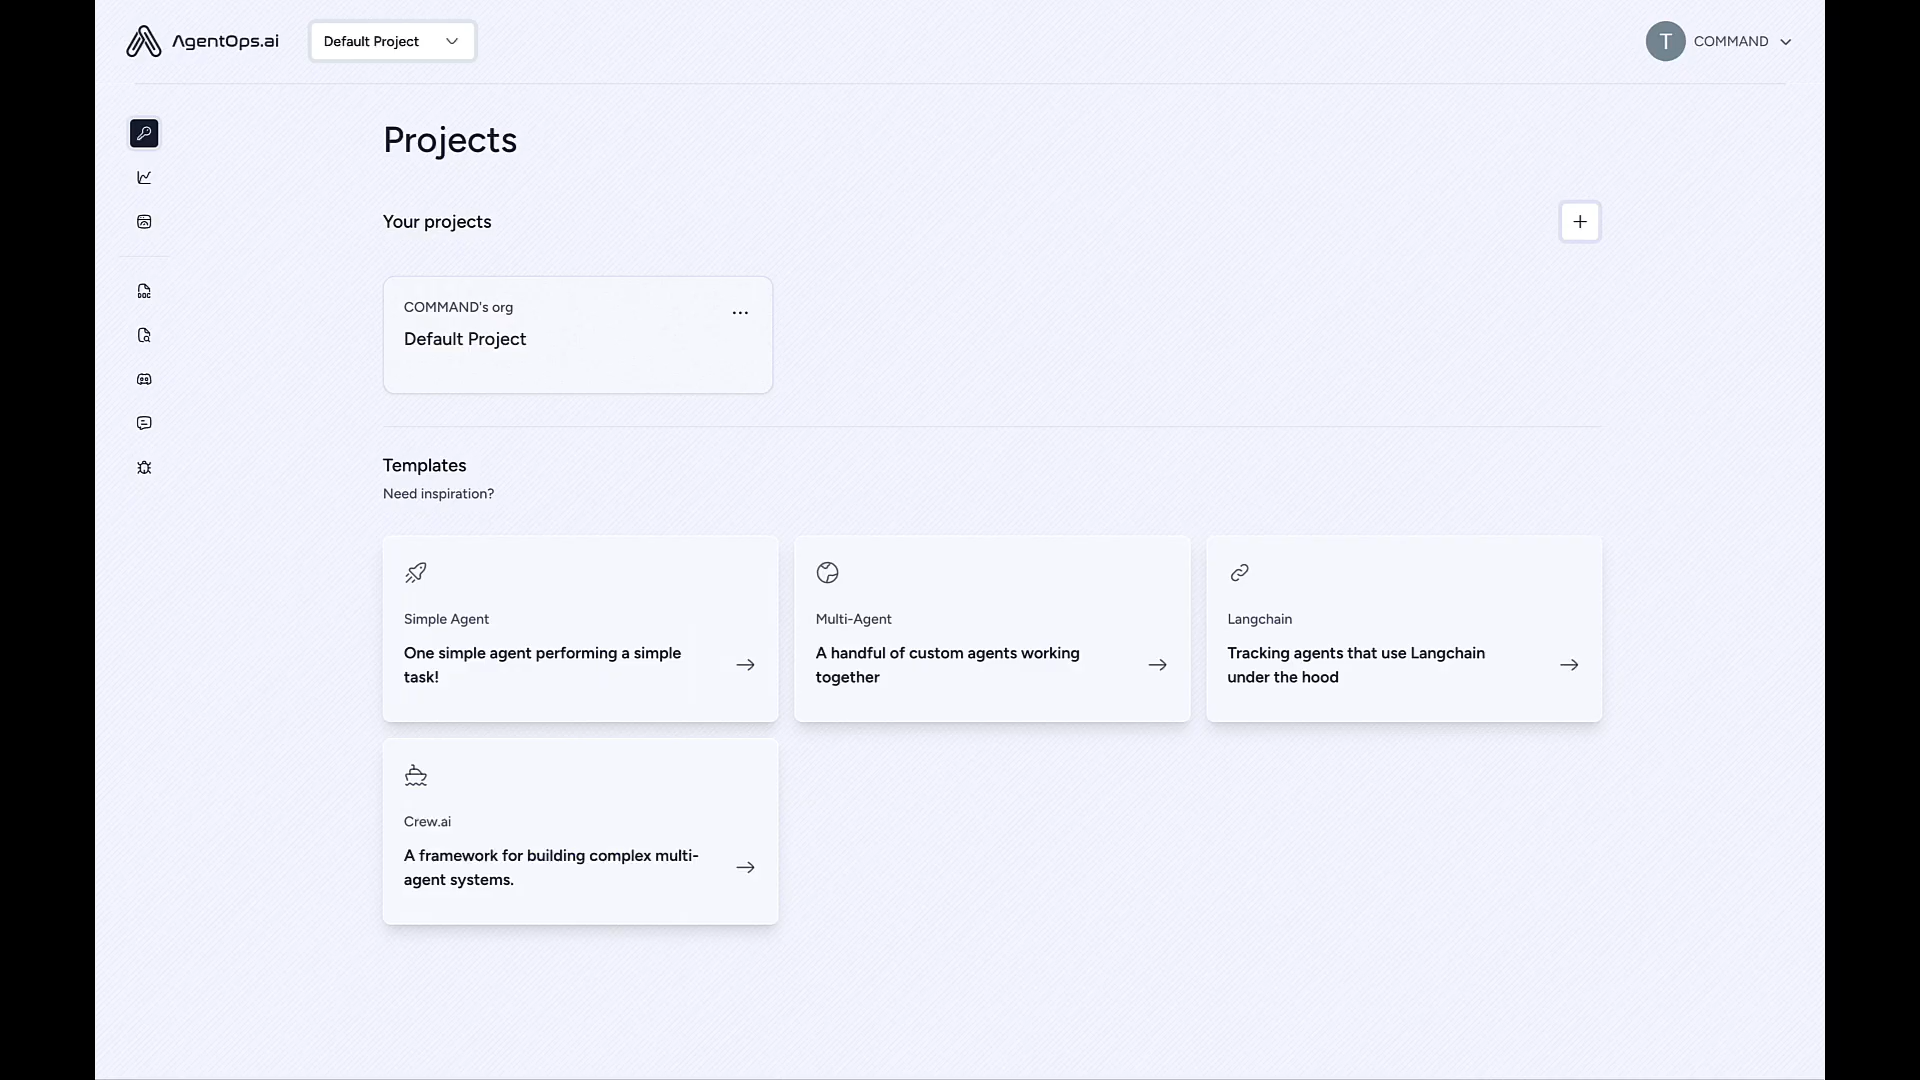 AgentOps.ai
Default Project
T
COMMAND
Projects
Your projects
COMMAND's org
Default Project
Templates
Need inspiration?
Simple Agent
One simple agent performing a simple
task!
Multi-Agent
A handful of custom agents working
together
Langchain
Tracking agents that use Langchain
under the hood
Crew.ai
A framework for building complex multi-
agent systems.
DOC